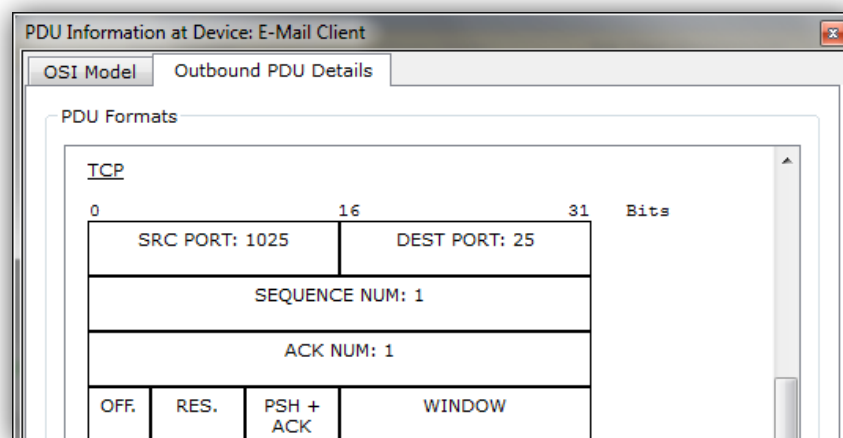 PDU Information at Device: E-Mail Client
x
OSI Model
Outbound PDU Details
PDU Formats
TCP
0 16 31 Bits
SRC PORT: 1025 DEST PORT: 25
SEQUENCE NUM: 1
ACK NUM: 1
OFF. RES. PSH + WINDOW
ACK